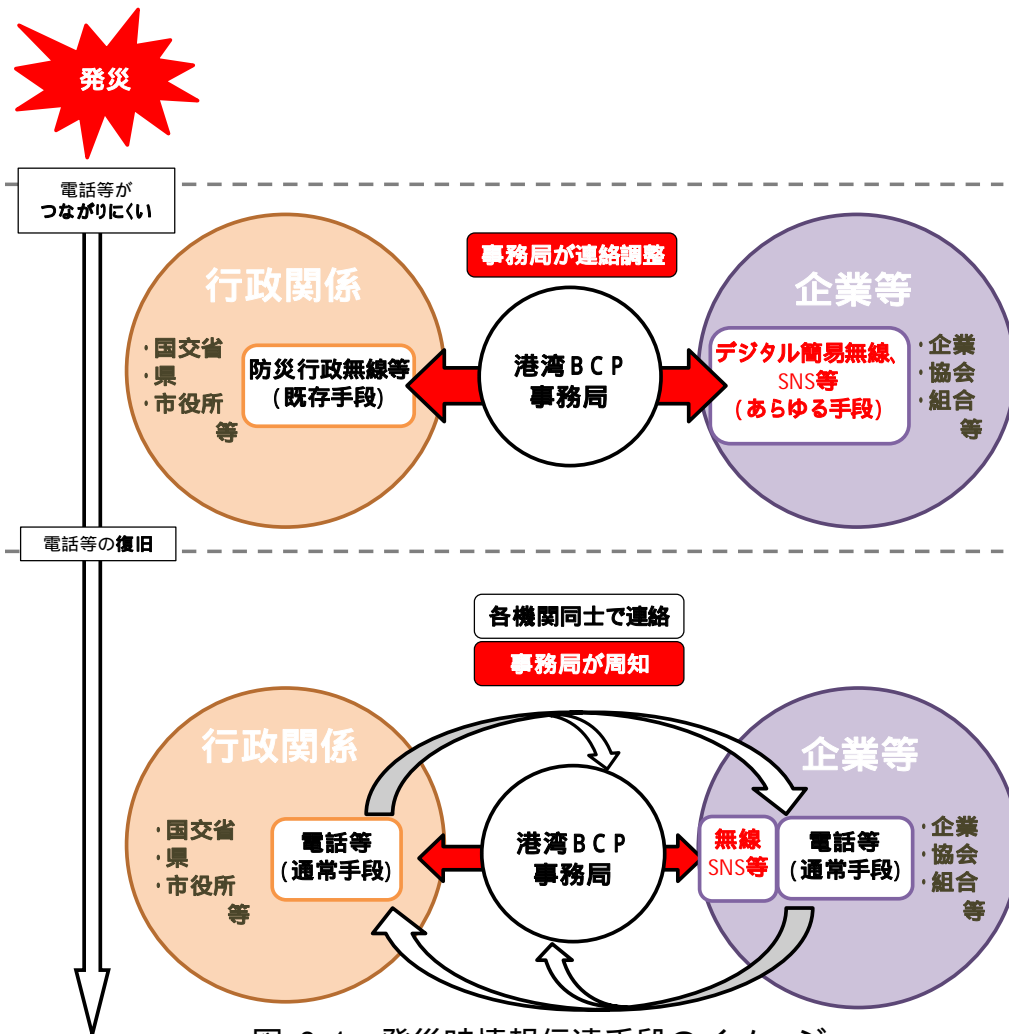 発災
電話等が
つながりにくい
事務局が連絡調整
行政関係
・国交省
・県
・市役所
等
防災行政無線等
(既存手段)
港湾BCP
事務局
企業等
デジタル簡易無線、
SNS等
(あらゆる手段)
・企業
・協会
・組合
等
電話等の復旧
各機関同士で連絡
事務局が周知
行政関係
・国交省
・県
・市役所
等
電話等
(通常手段)
港湾BCP
事務局
企業等
無線
SNS等
電話等
(通常手段)
・企業
・協会
・組合
等